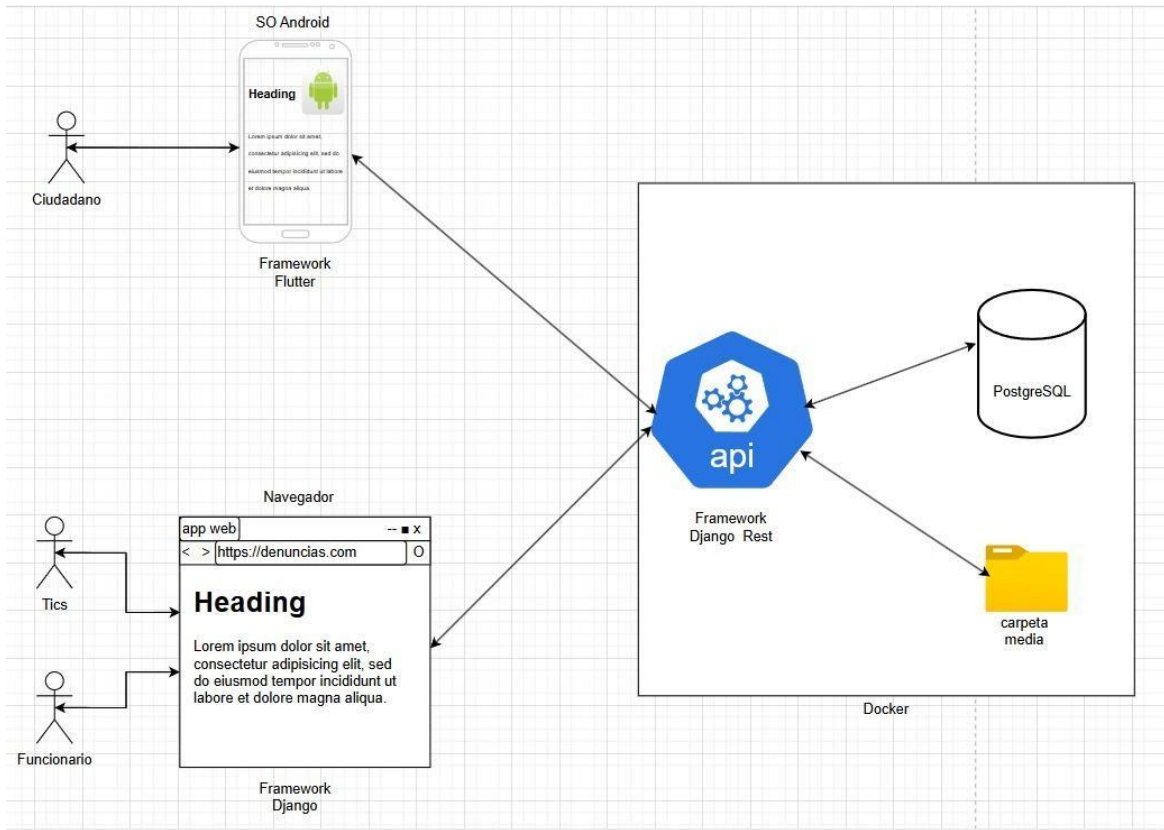 SO Android
Heading
Lorem ipsum dolor sit amet,
consectetur adipisicing elit, sed do
eiusmod tempor incididunt ut labore
et dolore magna aliqua.
Ciudadano
Framework
Flutter
PostgreSQL
api
Framework
Django Rest
carpeta
media
Docker
Navegador
app web
-- ■ x
< > https://denuncias.com O
Heading
Lorem ipsum dolor sit amet,
consectetur adipisicing elit, sed
do eiusmod tempor incididunt ut
labore et dolore magna aliqua.
Tics
Funcionario
Framework
Django